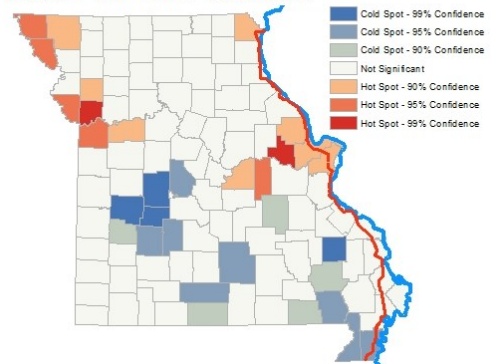 Cold Spot - 99% Confidence
Cold Spot - 95% Confidence
Cold Spot - 90% Confidence
Not Significant
Hot Spot - 90% Confidence
Hot Spot - 95% Confidence
Hot Spot - 99% Confidence